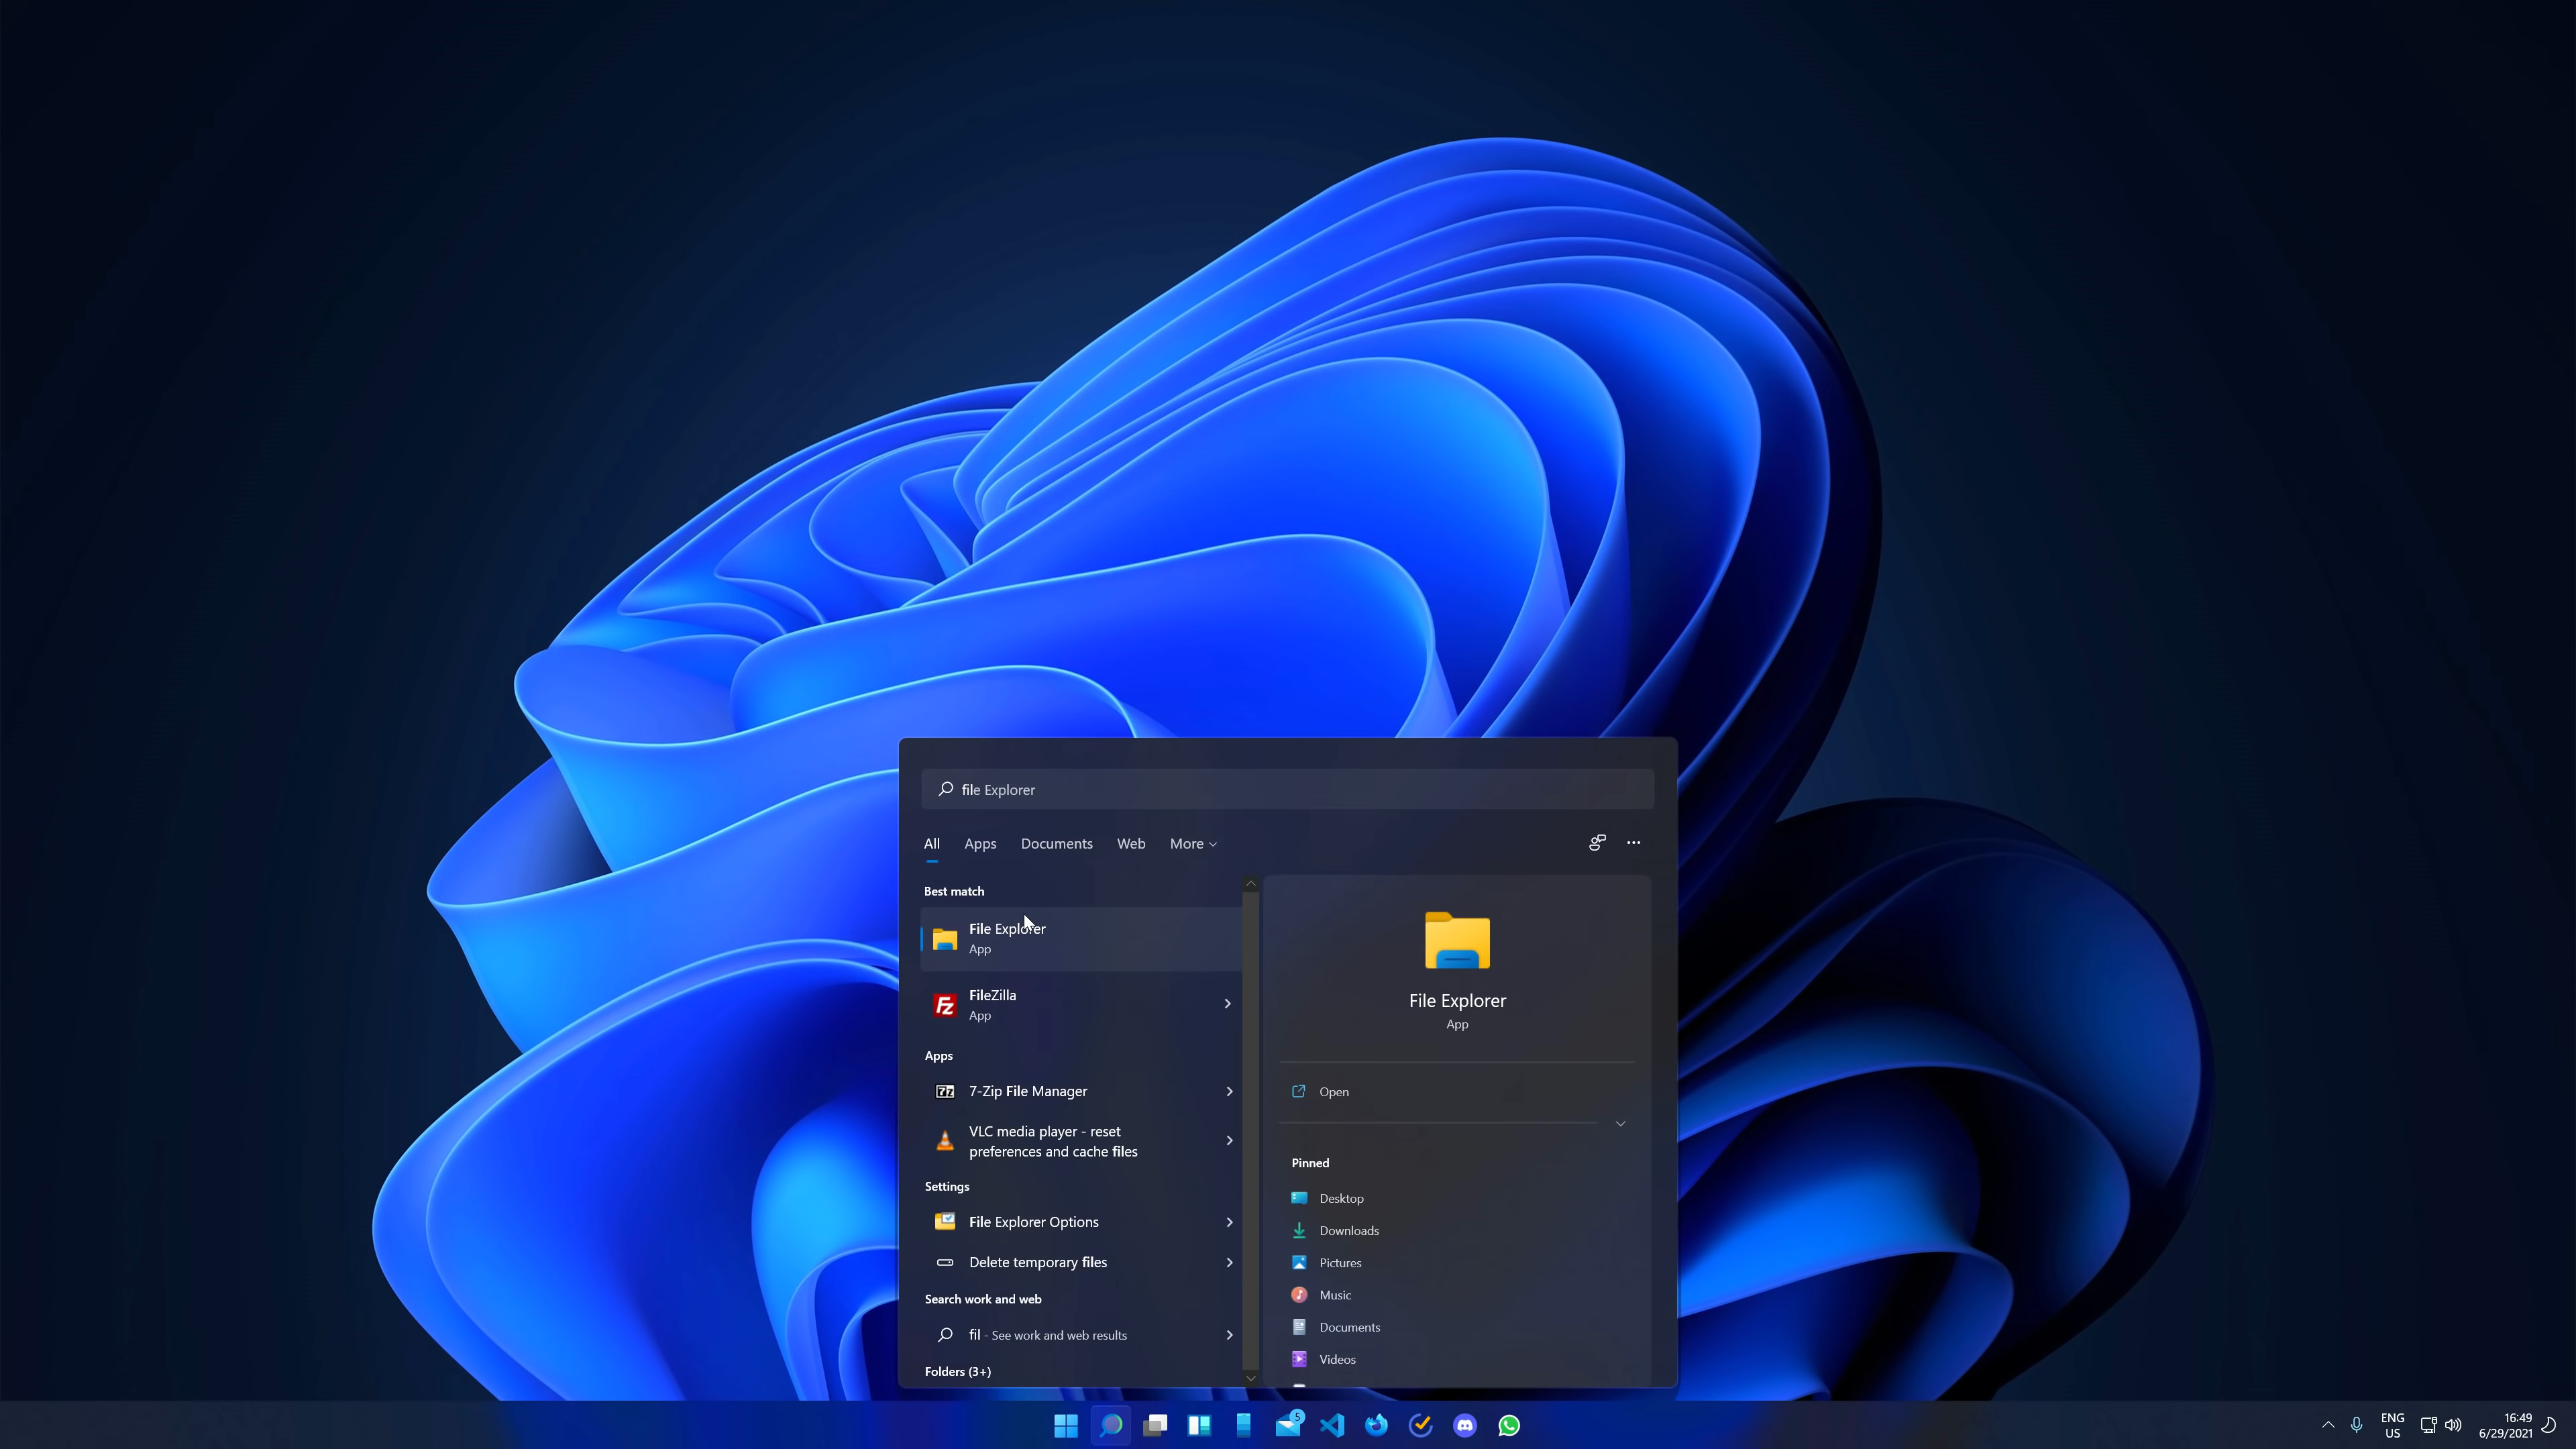 file Explorer
All Apps Documents Web More
Best match
File Explorer
App
FileZilla
App
Apps
7-Zip File Manager
VLC media player - reset
preferences and cache files
Settings
File Explorer Options
Delete temporary files
Search work and web
fil - See work and web results
Folders (3+)
File Explorer
App
Open
Pinned
Desktop
Downloads
Pictures
Music
Documents
Videos
5
ENG
US
16:49
6/29/2021